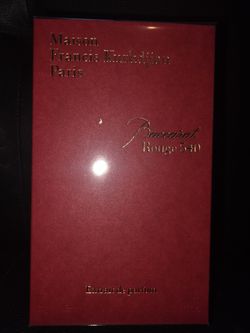 Maison
Francis Kurkdjian
Paris
Baccarat
Rouge 540
Extrait de parfum